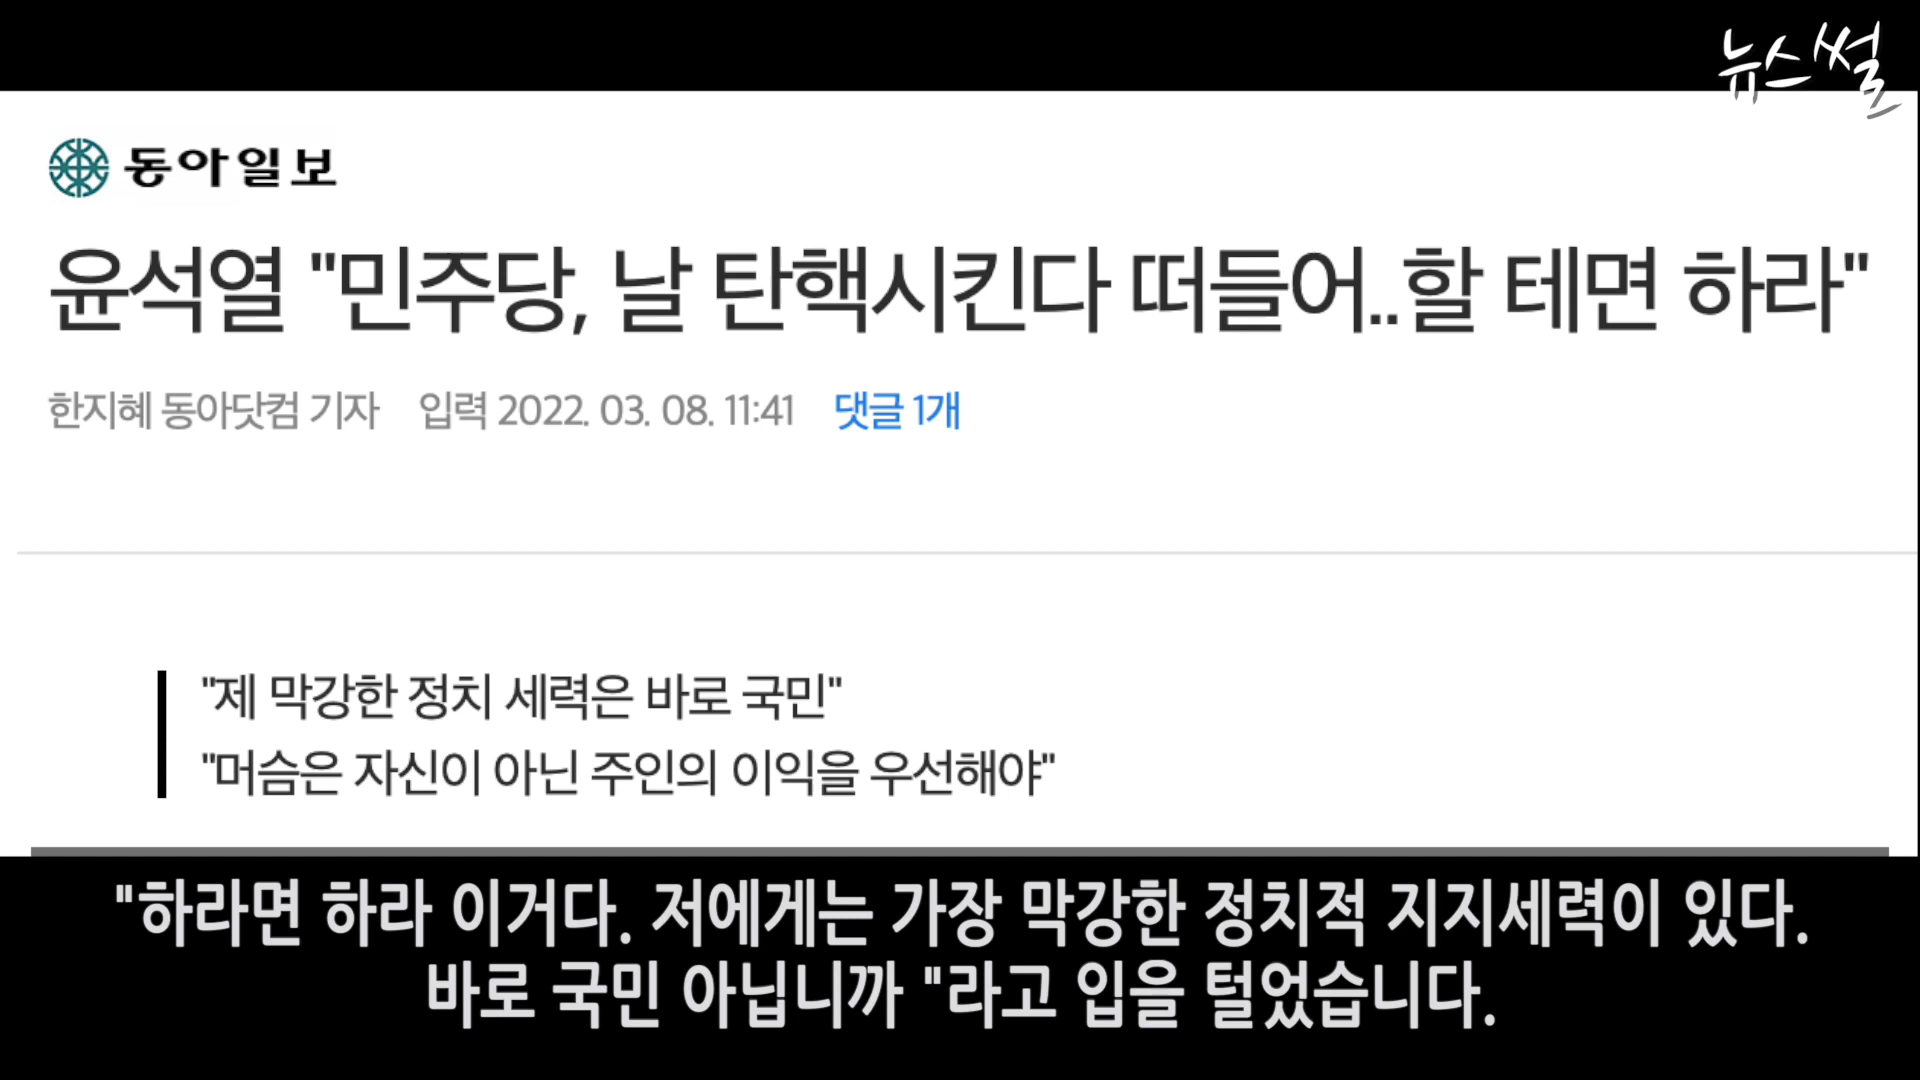 뉴스썰
동아일보
윤석열 "민주당, 날 탄핵시킨다 떠들어..할 테면 하라"
한지혜 동아닷컴 기자 입력 2022. 03. 08. 11:41 댓글 1개
"제 막강한 정치 세력은 바로 국민"
"머슴은 자신이 아닌 주인의 이익을 우선해야"
"하라면 하라 이거다. 저에게는 가장 막강한 정치적 지지세력이 있다.
바로 국민 아닙니까 "라고 입을 털었습니다.